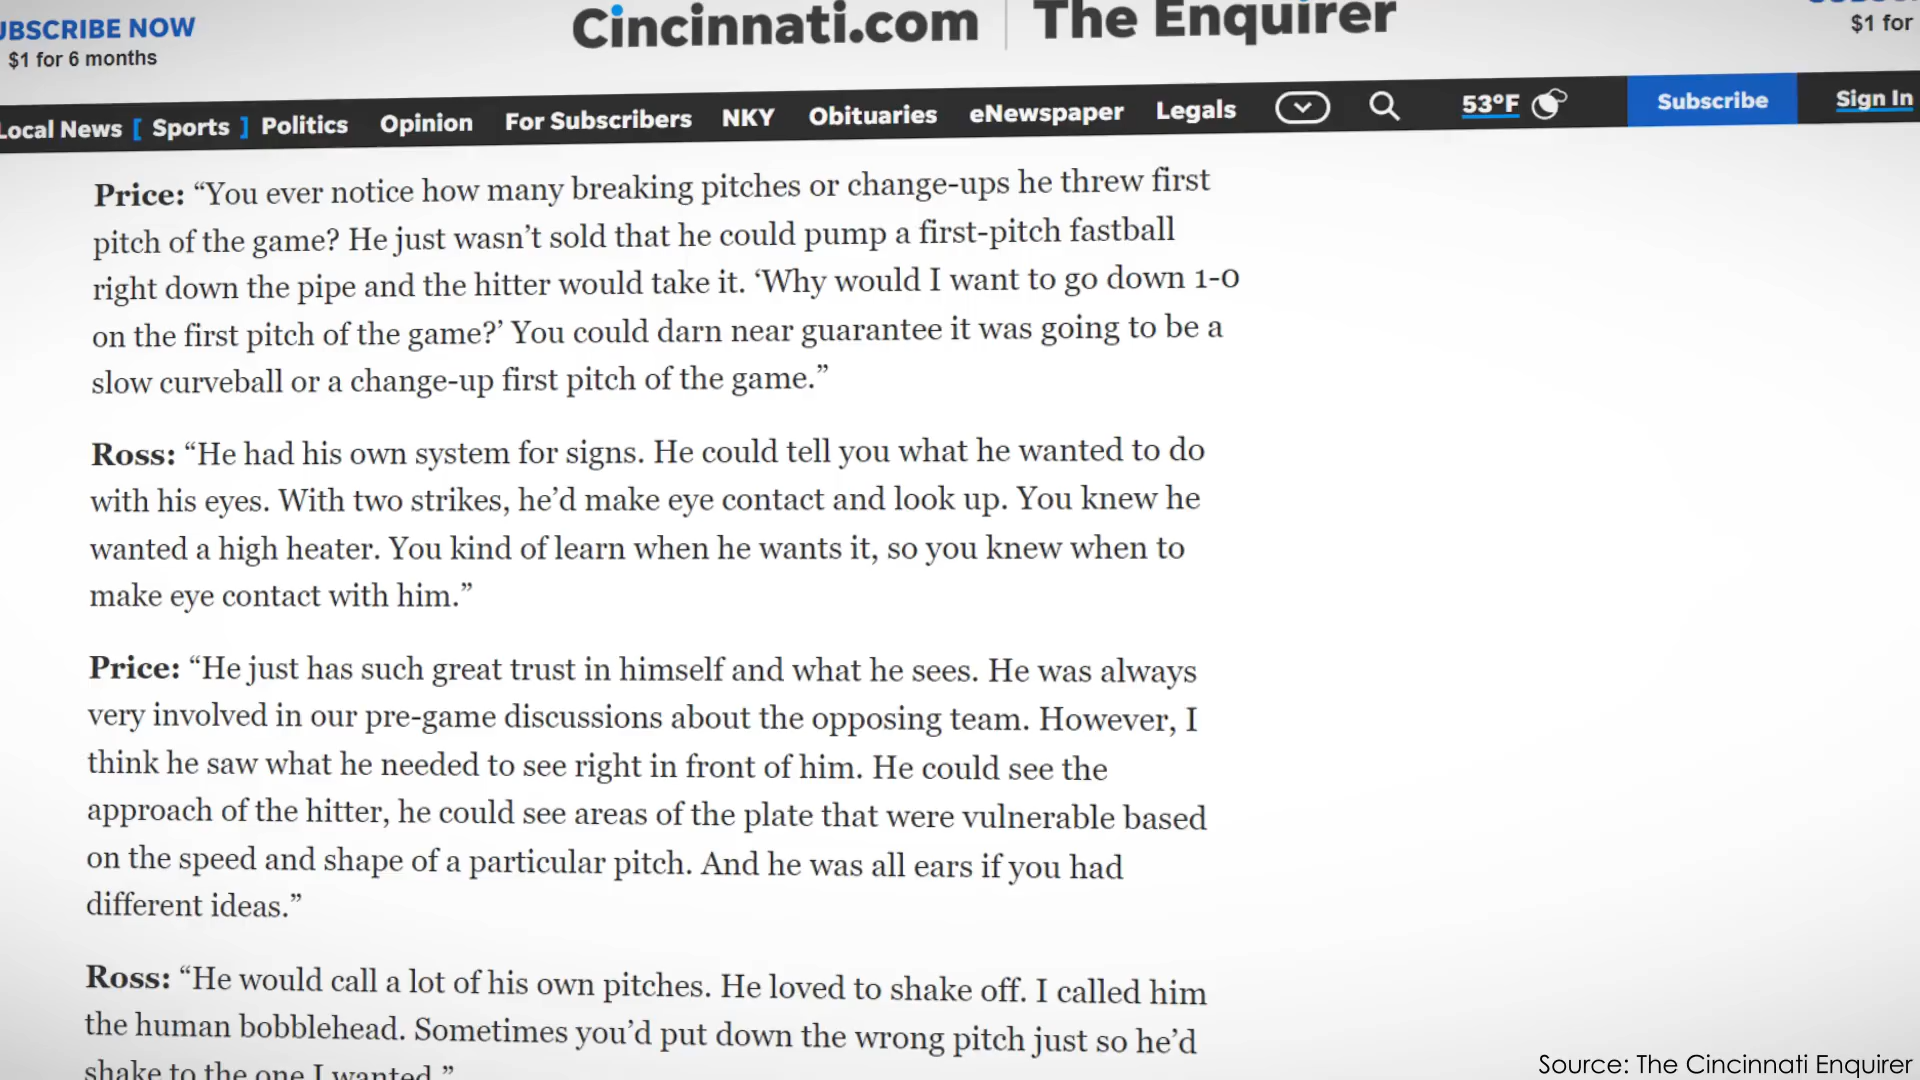 SUBSCRIBE NOW
$1 for 6 months
Cincinnati.com | The Enquirer
$1 for
Local News [ Sports ] Politics Opinion For Subscribers NKY Obituaries eNewspaper Legals 53°F Subscribe Sign In
Price: “You ever notice how many breaking pitches or change-ups he threw first
pitch of the game? He just wasn’t sold that he could pump a first-pitch fastball
right down the pipe and the hitter would take it. ‘Why would I want to go down 1-0
on the first pitch of the game?’ You could darn near guarantee it was going to be a
slow curveball or a change-up first pitch of the game.”
Ross: “He had his own system for signs. He could tell you what he wanted to do
with his eyes. With two strikes, he’d make eye contact and look up. You knew he
wanted a high heater. You kind of learn when he wants it, so you knew when to
make eye contact with him.”
Price: “He just has such great trust in himself and what he sees. He was always
very involved in our pre-game discussions about the opposing team. However, I
think he saw what he needed to see right in front of him. He could see the
approach of the hitter, he could see areas of the plate that were vulnerable based
on the speed and shape of a particular pitch. And he was all ears if you had
different ideas.”
Ross: “He would call a lot of his own pitches. He loved to shake off. I called him
the human bobblehead. Sometimes you’d put down the wrong pitch just so he’d
shake to the one I wanted.”
Source: The Cincinnati Enquirer